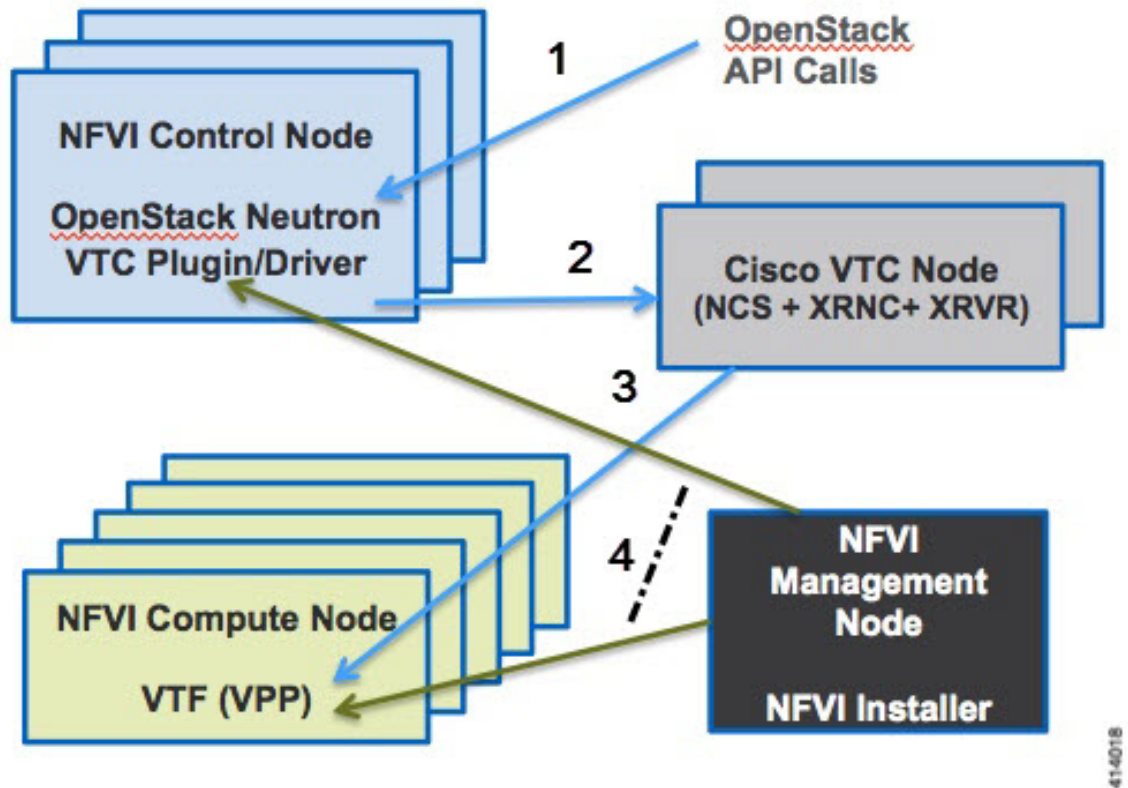 OpenStack
API Calls
1
NFVI Control Node
OpenStack Neutron
VTC Plugin/Driver
2
Cisco VTC Node
(NCS + XRNC+ XRVR)
3
4
NFVI Compute Node
VTF (VPP)
NFVI
Management
Node
NFVI Installer
414018